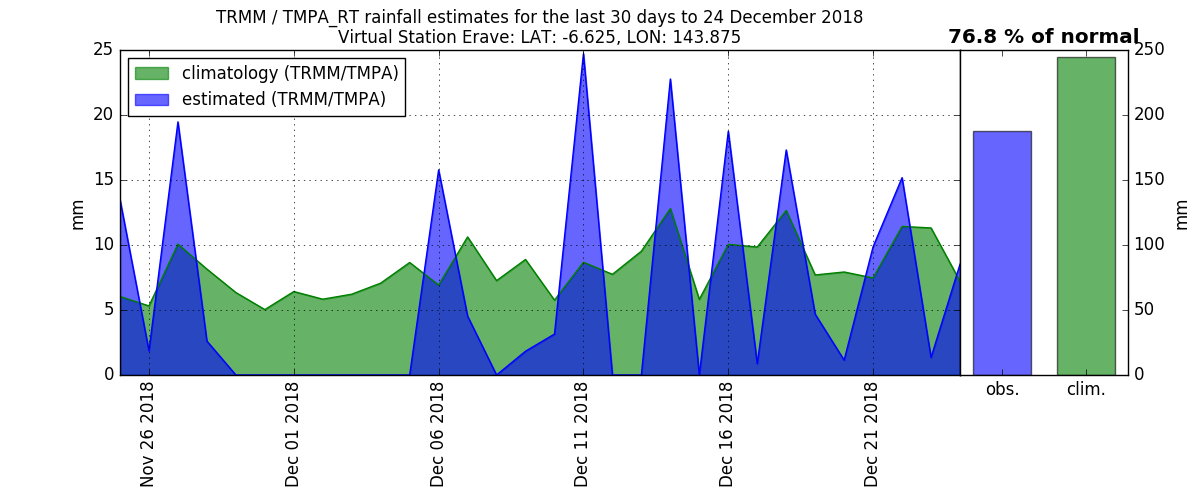 TRMM / TMPA_RT rainfall estimates for the last 30 days to 24 December 2018
Virtual Station Erave: LAT: -6.625, LON: 143.875
76.8 % of normal
climatology (TRMM/TMPA)
estimated (TRMM/TMPA)
mm
25
20
15
10
5
0
Nov 26 2018
Dec 01 2018
Dec 06 2018
Dec 11 2018
Dec 16 2018
Dec 21 2018
obs.
clim.
250
200
150
100
50
0
mm